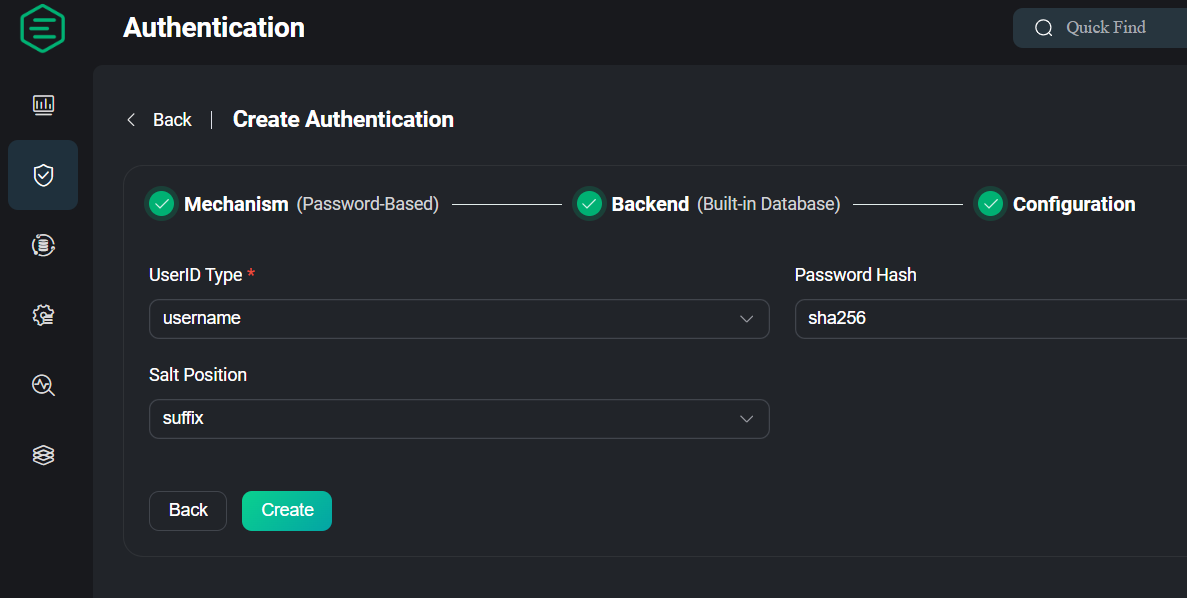 Authentication
Quick Find
Back | Create Authentication
Mechanism (Password-Based) Backend (Built-in Database) Configuration
UserID Type * Password Hash
username sha256
Salt Position
suffix
Back Create